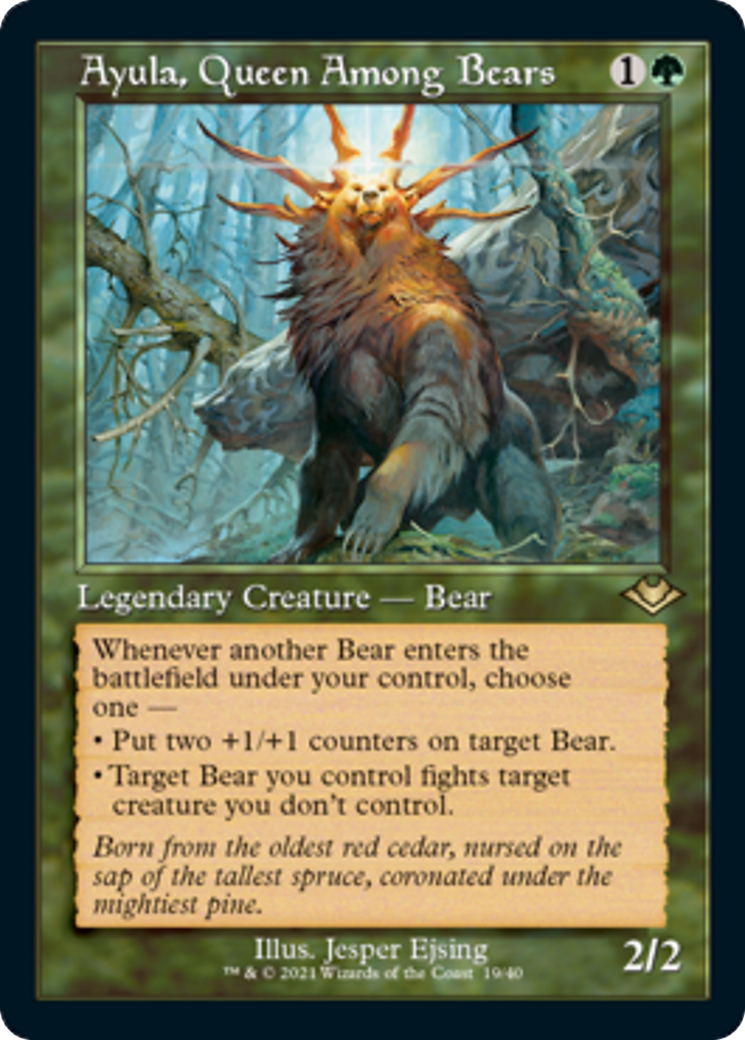 Ayula, Queen Among Bears 1
Legendary Creature — Bear
Whenever another Bear enters the
battlefield under your control, choose
one —
• Put two +1/+1 counters on target Bear.
• Target Bear you control fights target
creature you don't control.
Born from the oldest red cedar, nursed on the
sap of the tallest spruce, coronated under the
mightiest pine.
Illus. Jesper Ejsing
™ & © 2021 Wizards of the Coast 19/40
2/2